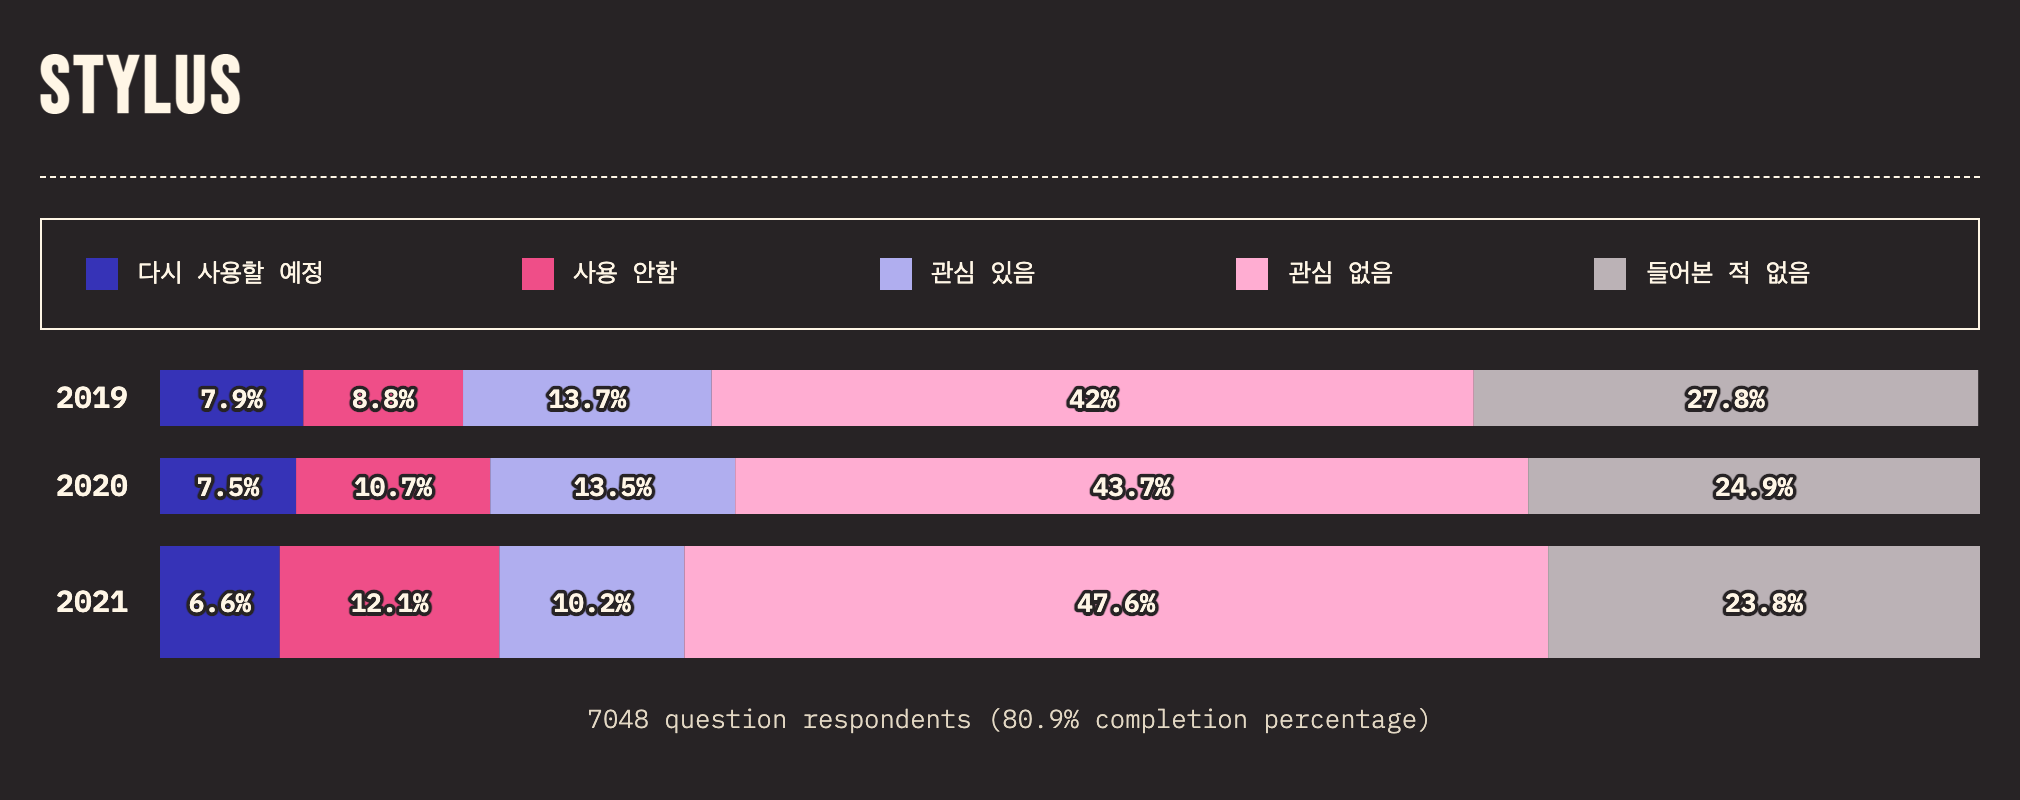 STYLUS
다시 사용할 예정 사용 안함 관심 있음 관심 없음 들어본 적 없음
2019 7.9% 8.8% 13.7% 42% 27.8%
2020 7.5% 10.7% 13.5% 43.7% 24.9%
2021 6.6% 12.1% 10.2% 47.6% 23.8%
7048 question respondents (80.9% completion percentage)